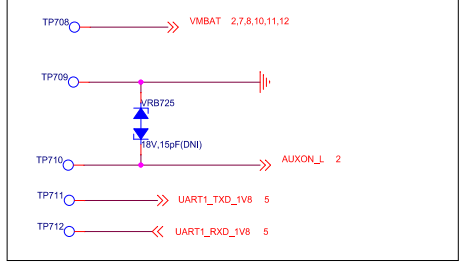 TP708 VMBAT 2,7,8,10,11,12
TP709
VRB725
18V,15pF(DNI)
TP710 AUXON_L 2
TP711 UART1_TXD_1V8 5
TP712 UART1_RXD_1V8 5